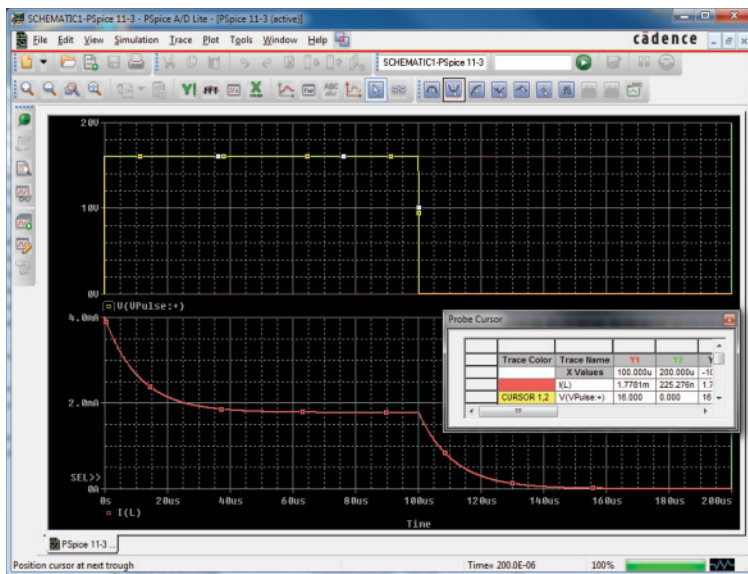 SCHEMATIC1-PSpice 11-3 - PSpice A/D Lite - [PSpice 11-3 (active)]
File Edit View Simulation Trace Plot Tools Window Help
cādence
SCHEMATIC1-PSpice 11-3
20V
10V
0V
V(VPulse:+)
4.0mA
2.0mA
SEL>>
0A
0s 20us 40us 60us 80us 100us 120us 140us 160us 180us 200us
I(L)
Time
Probe Cursor
Trace Color Trace Name Y1 Y2
X Values 100.000u 200.000u
I(L) 1.7781m 225.276n
CURSOR 1,2 V(VPulse:+) 16.000 0.000
PSpice 11-3 ...
Position cursor at next trough
Time= 200.0E-06 100%